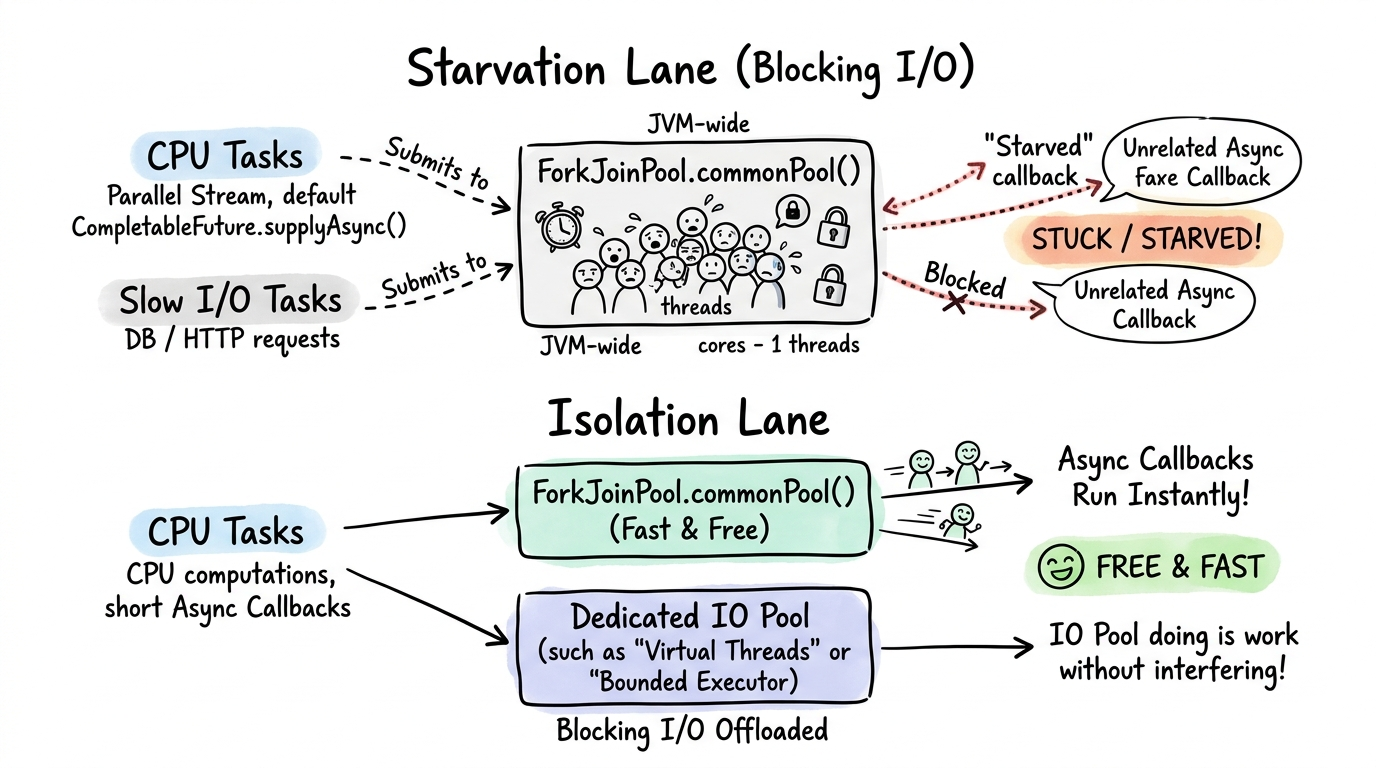 Starvation Lane (Blocking I/O)
CPU Tasks
Parallel Stream, default
CompletableFuture.supplyAsync()
Submits to
Slow I/O Tasks
DB / HTTP requests
Submits to
JVM-wide
ForkJoinPool.commonPool()
threads
JVM-wide
cores - 1 threads
"Starved"
callback
Unrelated Async
Faxe Callback
STUCK / STARVED!
Blocked
Unrelated Async
Callback
Isolation Lane
CPU Tasks
CPU computations,
short Async Callbacks
ForkJoinPool.commonPool()
(Fast & Free)
Dedicated IO Pool
(such as "Virtual Threads" or
"Bounded Executor)
Blocking I/O Offloaded
Async Callbacks
Run Instantly!
FREE & FAST
IO Pool doing is work
without interfering!